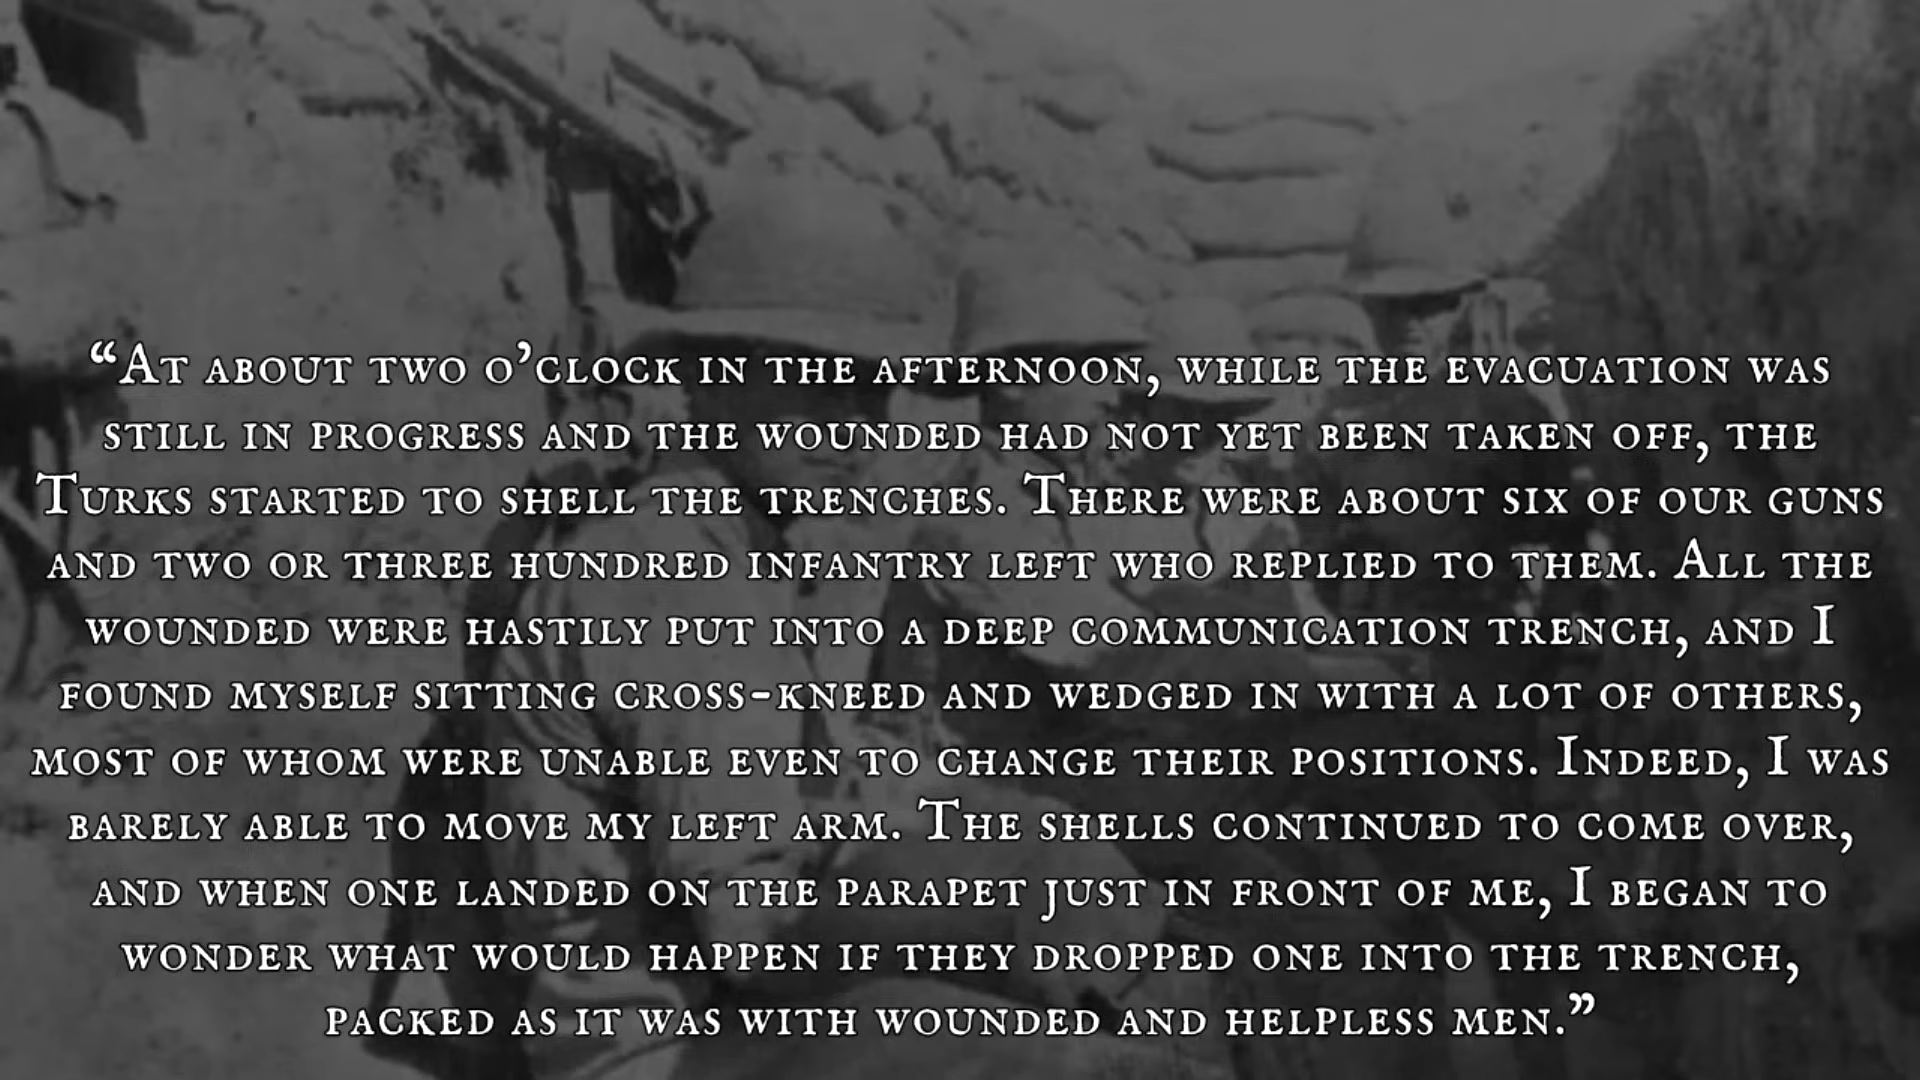 “At about two o’clock in the afternoon, while the evacuation was
still in progress and the wounded had not yet been taken off, the
Turks started to shell the trenches. There were about six of our guns
and two or three hundred infantry left who replied to them. All the
wounded were hastily put into a deep communication trench, and I
found myself sitting cross-kneed and wedged in with a lot of others,
most of whom were unable even to change their positions. Indeed, I was
barely able to move my left arm. The shells continued to come over,
and when one landed on the parapet just in front of me, I began to
wonder what would happen if they dropped one into the trench,
packed as it was with wounded and helpless men.”